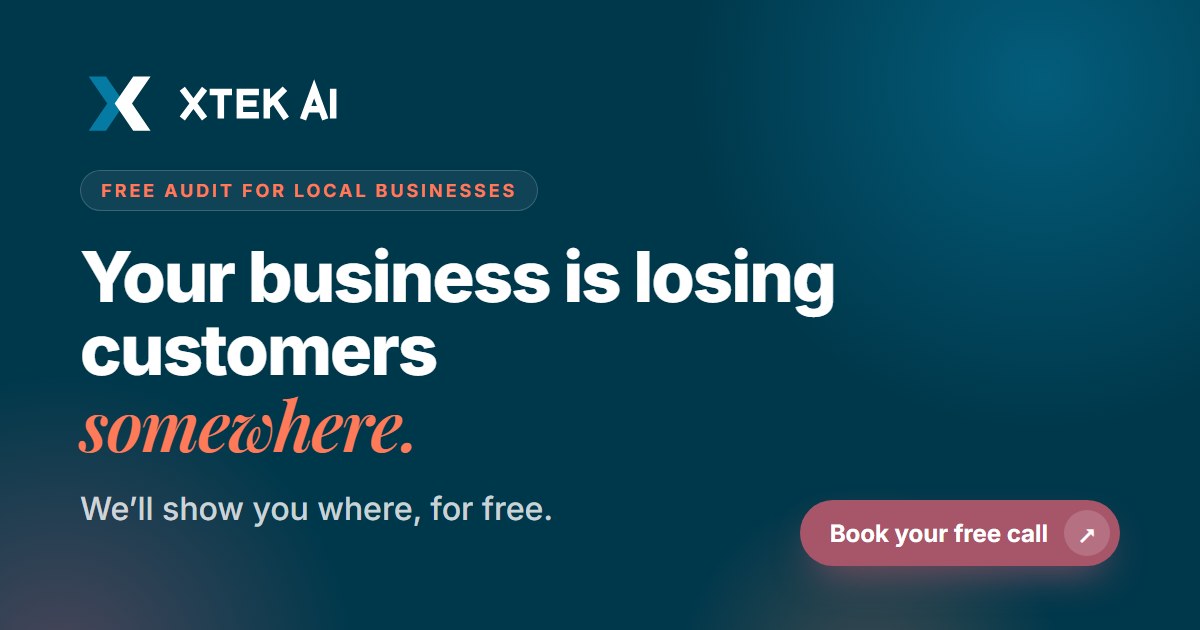 XTEK AI
FREE AUDIT FOR LOCAL BUSINESSES
Your business is losing
customers
somewhere.
We’ll show you where, for free.
Book your free call ↗